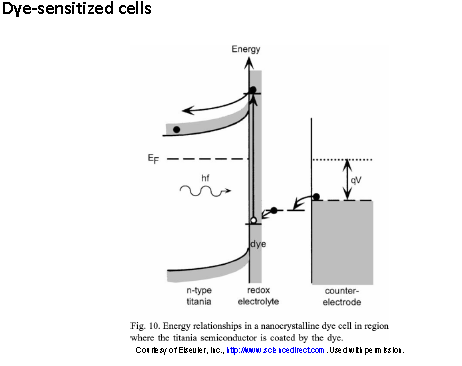 Dye-sensitized cells
Energy
EF
hf
qV
dye
n-type
titania
redox
electrolyte
counter-
electrode
Fig. 10. Energy relationships in a nanocrystalline dye cell in region
where the titania semiconductor is coated by the dye.
Courtesy of Elsevier, Inc., http://www.sciencedirect.com. Used with permission.